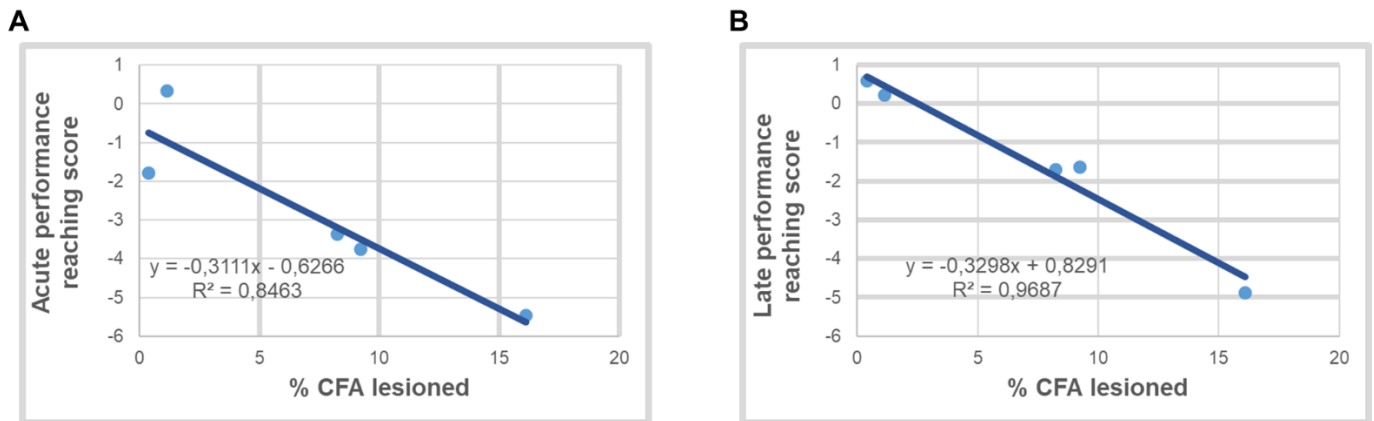 A
Acute performance
reaching score
1
0
-1
-2
-3
-4
-5
-6
y = -0,3111x - 0,6266
R² = 0,8463
0 5 10 15 20
% CFA lesioned
B
Late performance
reaching score
1
0
-1
-2
-3
-4
-5
-6
y = -0,3298x + 0,8291
R² = 0,9687
0 5 10 15 20
% CFA lesioned